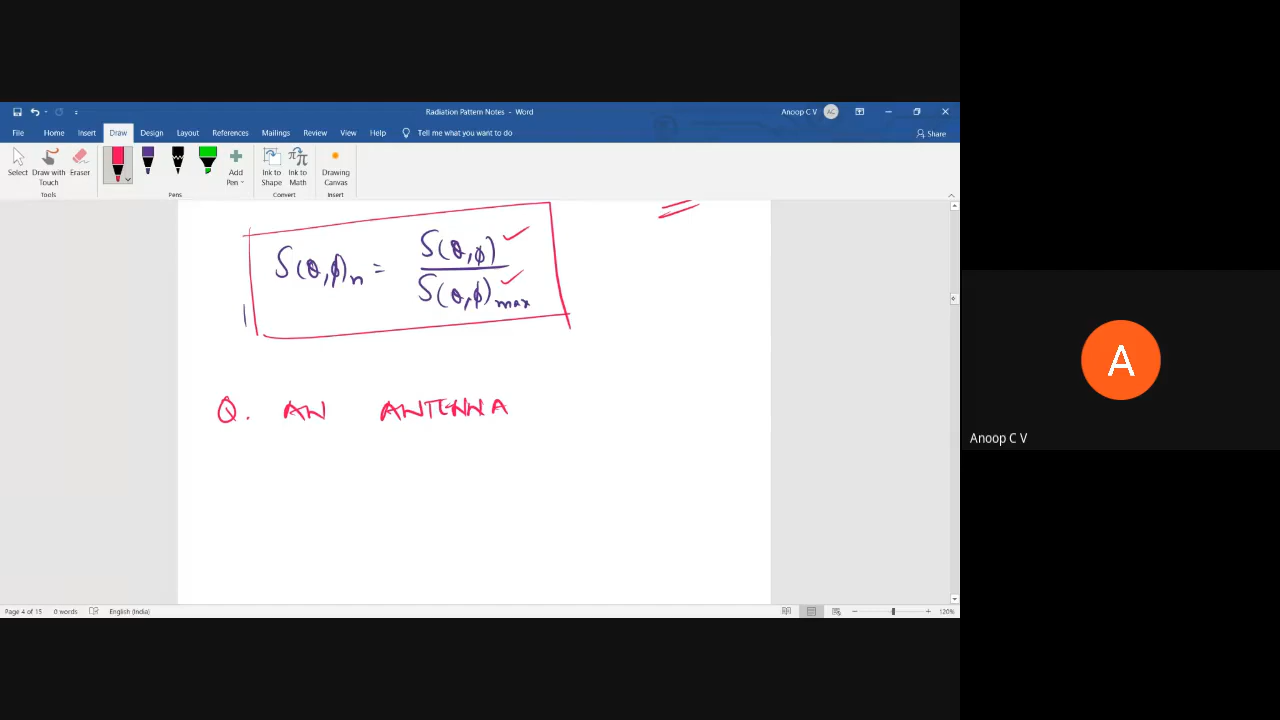 Radiation Pattern Notes - Word
Anoop C V
AC
File Home Insert Draw Design Layout References Mailings Review View Help Tell me what you want to do
Share
Select
Draw with Touch
Eraser
Add Pen
Ink to Shape
Ink to Math
Drawing Canvas
Tools
Pens
Convert
Insert
S(θ,ϕ)n = S(θ,ϕ) / S(θ,ϕ)max
Q. AN ANTENNA
A
Anoop C V
Page 4 of 15 0 words English (India) 120%